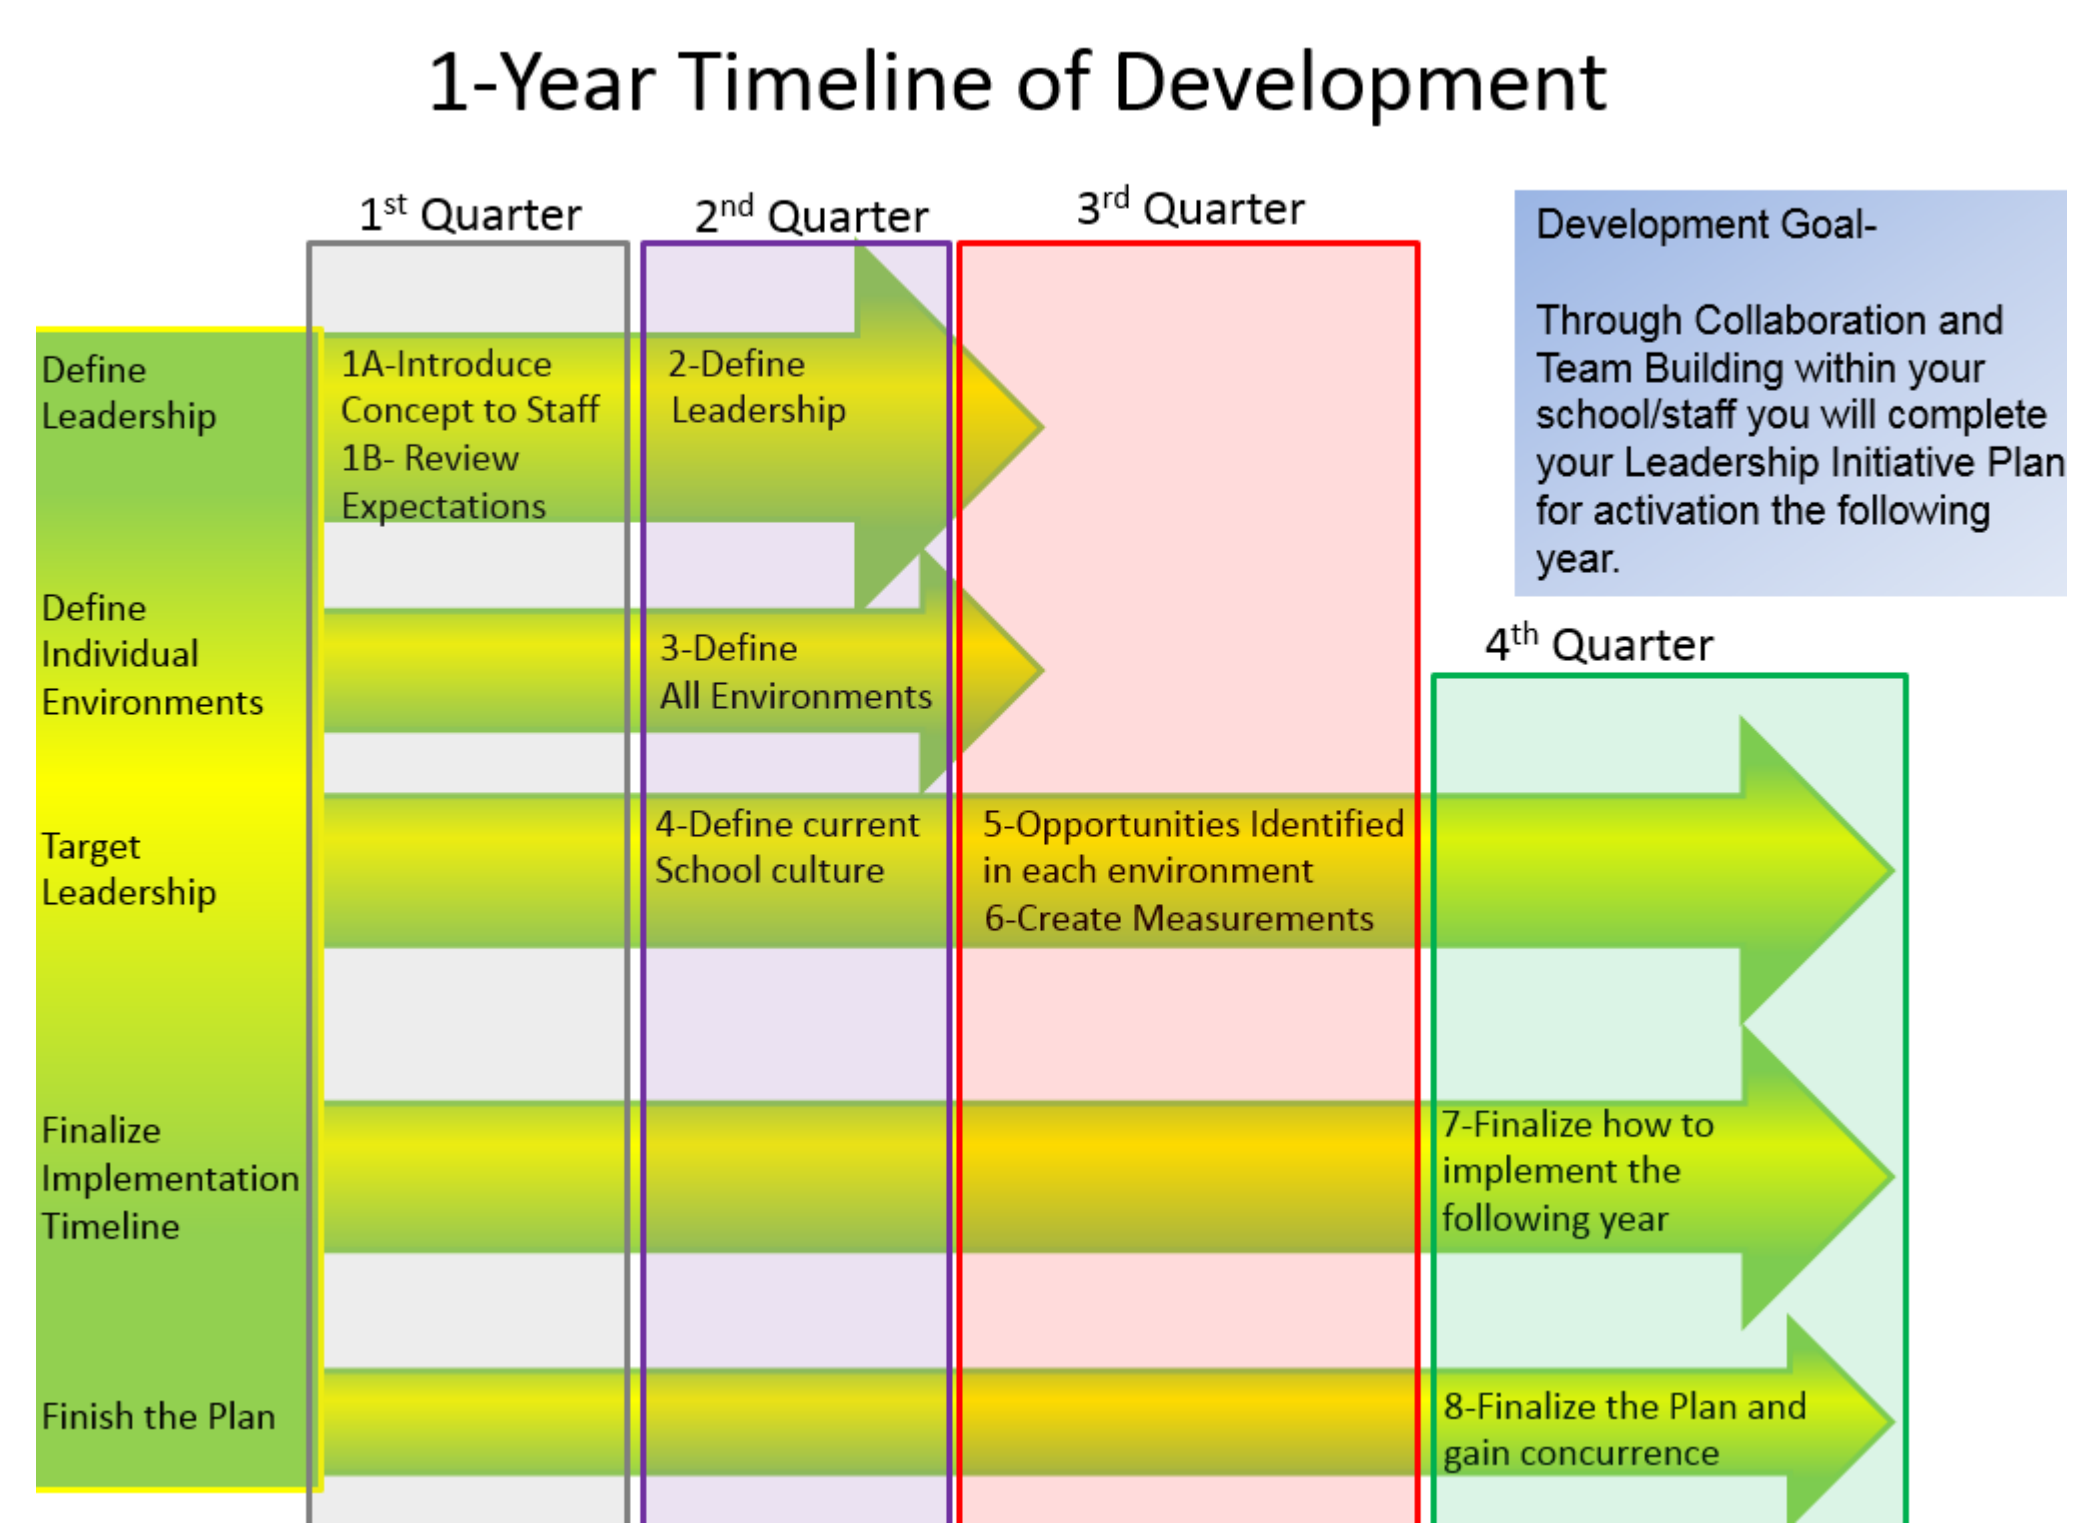 1-Year Timeline of Development
1st Quarter
2nd Quarter
3rd Quarter
Development Goal-
Through Collaboration and
Team Building within your
school/staff you will complete
your Leadership Initiative Plan
for activation the following
year.
4th Quarter
Define
Leadership
1A-Introduce
Concept to Staff
1B- Review
Expectations
2-Define
Leadership
Define
Individual
Environments
3-Define
All Environments
Target
Leadership
4-Define current
School culture
5-Opportunities Identified
in each environment
6-Create Measurements
Finalize
Implementation
Timeline
7-Finalize how to
implement the
following year
Finish the Plan
8-Finalize the Plan and
gain concurrence